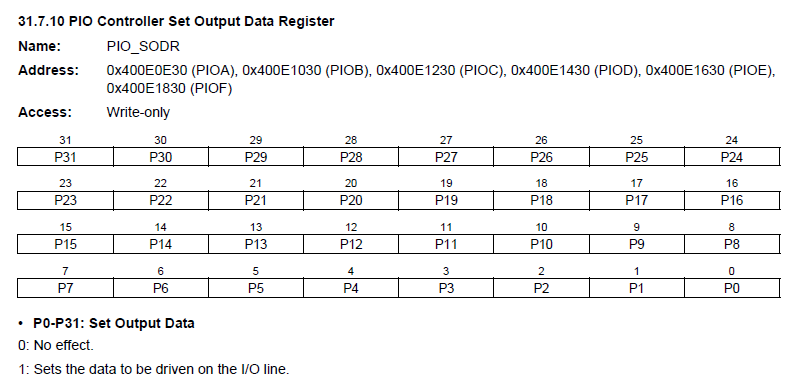 31.7.10 PIO Controller Set Output Data Register
Name: PIO_SODR
Address: 0x400E0E30 (PIOA), 0x400E1030 (PIOB), 0x400E1230 (PIOC), 0x400E1430 (PIOD), 0x400E1630 (PIOE),
0x400E1830 (PIOF)
Access: Write-only
31 30 29 28 27 26 25 24
P31 P30 P29 P28 P27 P26 P25 P24
23 22 21 20 19 18 17 16
P23 P22 P21 P20 P19 P18 P17 P16
15 14 13 12 11 10 9 8
P15 P14 P13 P12 P11 P10 P9 P8
7 6 5 4 3 2 1 0
P7 P6 P5 P4 P3 P2 P1 P0
• P0-P31: Set Output Data
0: No effect.
1: Sets the data to be driven on the I/O line.